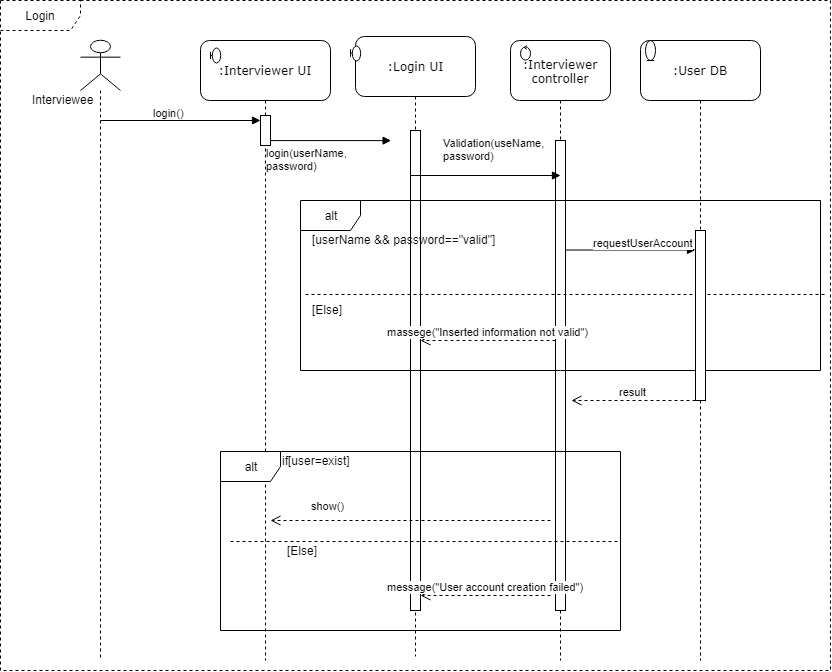 Login
:Interviewer UI
:Login UI
:Interviewer
controller
:User DB
Interviewee
login()
login(userName,
password)
Validation(useName,
password)
alt
[userName && password=="valid"]
requestUserAccount
[Else]
massege("Inserted information not valid")
result
alt
if[user=exist]
show()
[Else]
message("User account creation failed")